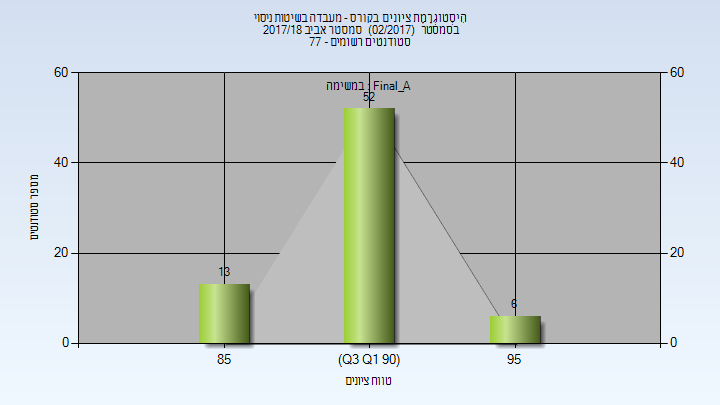 היסטוגרמת ציונים בקורס - מעבדה בשיטות ניסוי
בסמסטר (02/2017) סמסטר אביב 2017/18
סטודנטים רשומים - 77
במשימה : Final_A
60
60
52
40
40
מספר סטודנטים
20
20
13
6
0
0
85
(Q3 Q1 90)
95
טווח ציונים